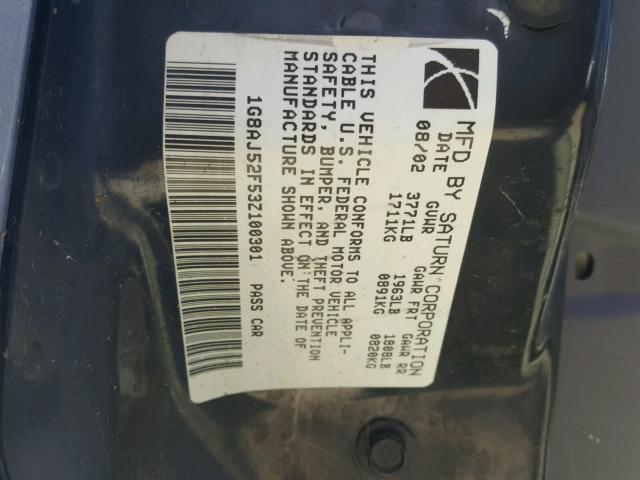 MFD BY SATURN CORPORATION
DATE GVWR GAWR FRT GAWR RR
08/02 3771LB 1963LB 1808LB
1711KG 0891KG 0820KG
THIS VEHICLE CONFORMS TO ALL APPLI-
CABLE U.S. FEDERAL MOTOR VEHICLE
SAFETY, BUMPER, AND THEFT PREVENTION
STANDARDS IN EFFECT ON THE DATE OF
MANUFACTURE SHOWN ABOVE.
1G8AJ52F53Z100301 PASS CAR